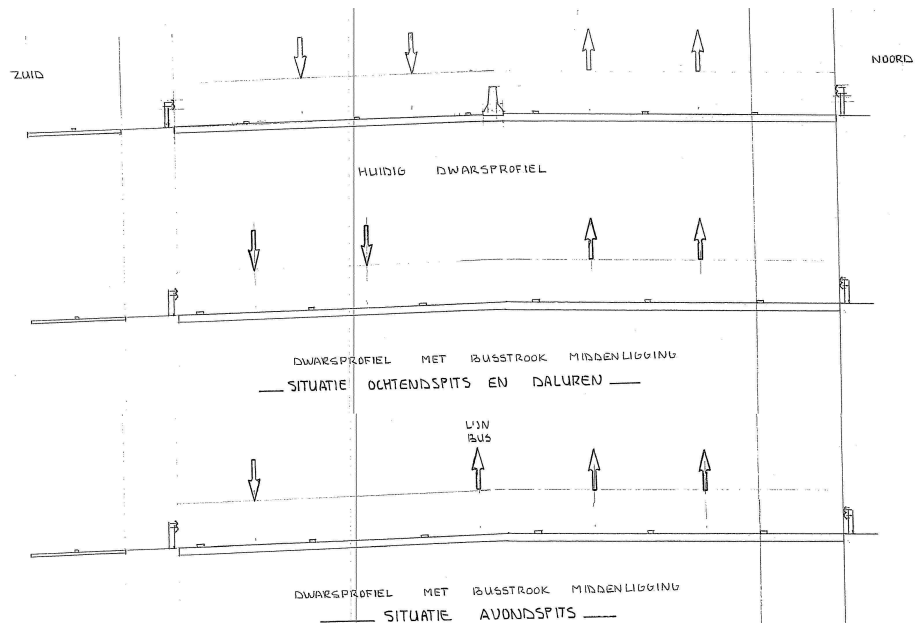 ZUID
NOORD
HUIDIG DWARSPROFIEL
DWARSPROFIEL MET BUSSTROOK MIDDENLIGGING
SITUATIE OCHTENDSPITS EN DALUREN
LIJN
BUS
DWARSPROFIEL MET BUSSTROOK MIDDENLIGGING
SITUATIE AVONDSPITS